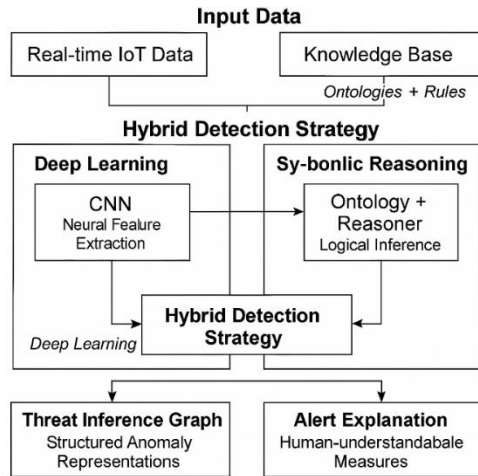 Input Data
Real-time IoT Data
Knowledge Base
Ontologies + Rules
Hybrid Detection Strategy
Deep Learning
CNN
Neural Feailure
Extraction
Sy-bonlic Reasoning
Ontology +
Reasoner
Logical Inference
Hybrid Detection
Strategy
Deep Learning
Threat Inference Graph
Structured Anomaly
Representations
Alert Explanation
Human-understandabale
Measures